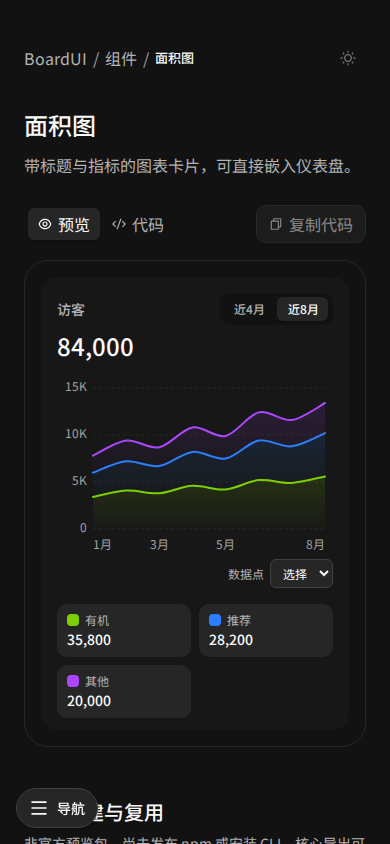 BoardUI / 组件 / 面积图
面积图
带标题与指标的图表卡片，可直接嵌入仪表盘。
预览
代码
复制代码
访客
近4月
近8月
84,000
15K
10K
5K
0
1月
3月
5月
8月
数据点
选择
有机
35,800
推荐
28,200
其他
20,000
导航
与复用